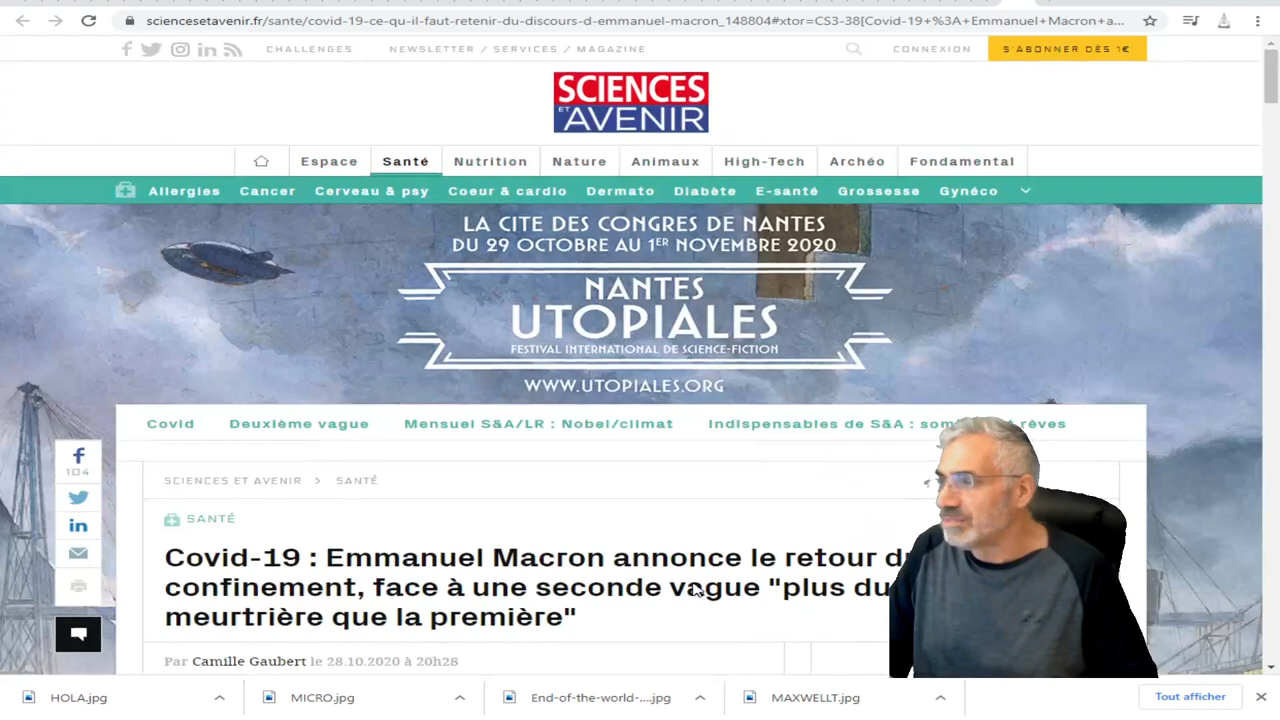 sciencesetavenir.fr/sante/covid-19-ce-qu-il-faut-retenir-du-discours-d-emmanuel-macron_148804#xtor=CS3-38[Covid-19+%3A+Emmanuel+Macron+a...
CHALLENGES NEWSLETTER / SERVICES / MAGAZINE CONNEXION S'ABONNER DÈS 1€
SCIENCES
ET AVENIR
Espace Santé Nutrition Nature Animaux High-Tech Archéo Fondamental
Allergies Cancer Cerveau & psy Coeur & cardio Dermato Diabète E-santé Grossesse Gynéco
LA CITE DES CONGRES DE NANTES
DU 29 OCTOBRE AU 1ER NOVEMBRE 2020
NANTES
UTOPIALES
FESTIVAL INTERNATIONAL DE SCIENCE-FICTION
WWW.UTOPIALES.ORG
Covid Deuxième vague Mensuel S&A/LR : Nobel/climat Indispensables de S&A : rêves
104
SCIENCES ET AVENIR > SANTÉ
SANTÉ
Covid-19 : Emmanuel Macron annonce le retour
confinement, face à une seconde vague "plus
meurtrière que la première"
Par Camille Gaubert le 28.10.2020 à 20h28
HOLA.jpg MICRO.jpg End-of-the-world-....jpg MAXWELLT.jpg Tout afficher